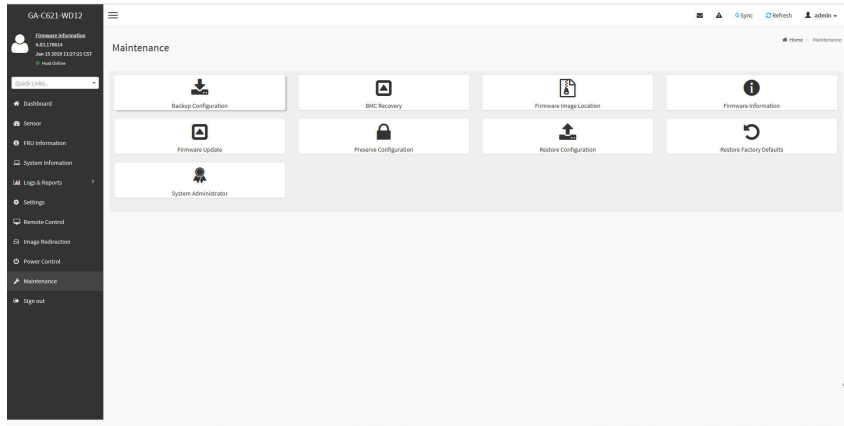 GA-C621-WD12
Sync
Refresh
admin
Firmware Information
4.03.178614
Jan 15 2019 11:27:21 CST
Host Online
Home - Maintenance
Maintenance
Quick Links...
Dashboard
Sensor
FRU Information
System Infomation
Logs & Reports
Settings
Remote Control
Image Redirection
Power Control
Maintenance
Sign out
Backup Configuration
BMC Recovery
Firmware Image Location
Firmware Information
Firmware Update
Preserve Configuration
Restore Configuration
Restore Factory Defaults
System Administrator